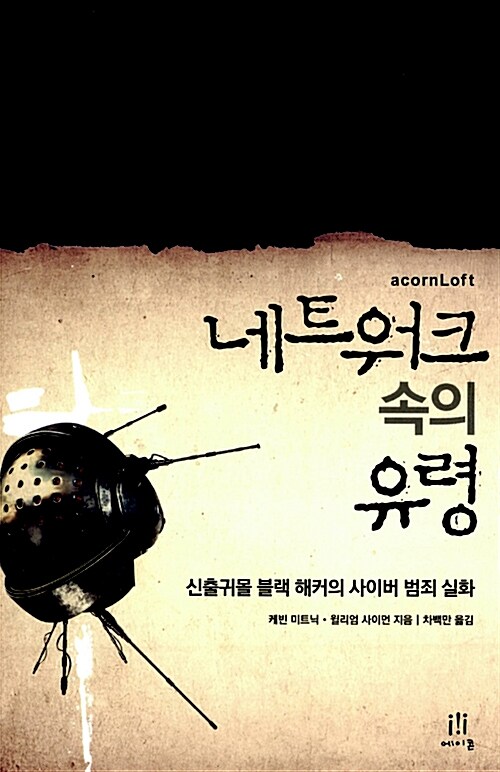 acornLoft
네트워크
속의
유령
신출귀몰 블랙 해커의 사이버 범죄 실화
케빈 미트닉 · 윌리엄 사이먼 지음 | 차백만 옮김
에이콘